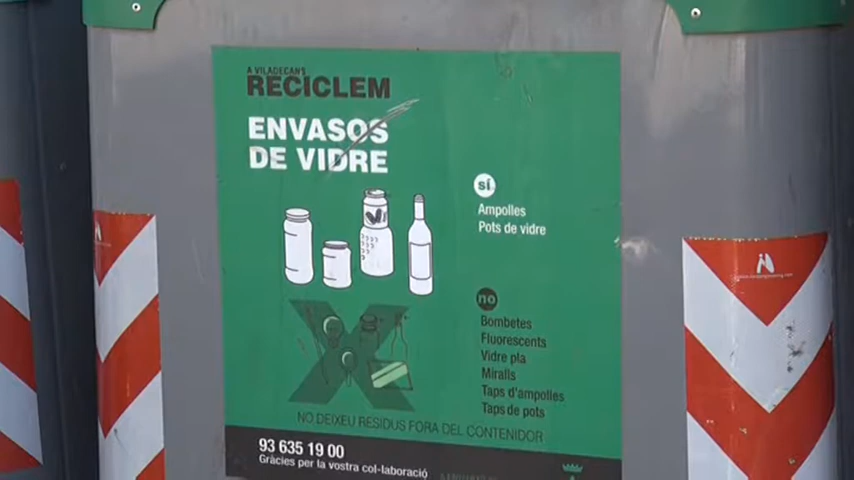 A VILADECANS
RECICLEM
ENVASOS
DE VIDRE
sí
Ampolles
Pots de vidre
no
Bombetes
Fluorescents
Vidre pla
Miralls
Taps d'ampolles
Taps de pots
NO DEIXEU RESIDUS FORA DEL CONTENIDOR
93 635 19 00
Gràcies per la vostra col·laboració